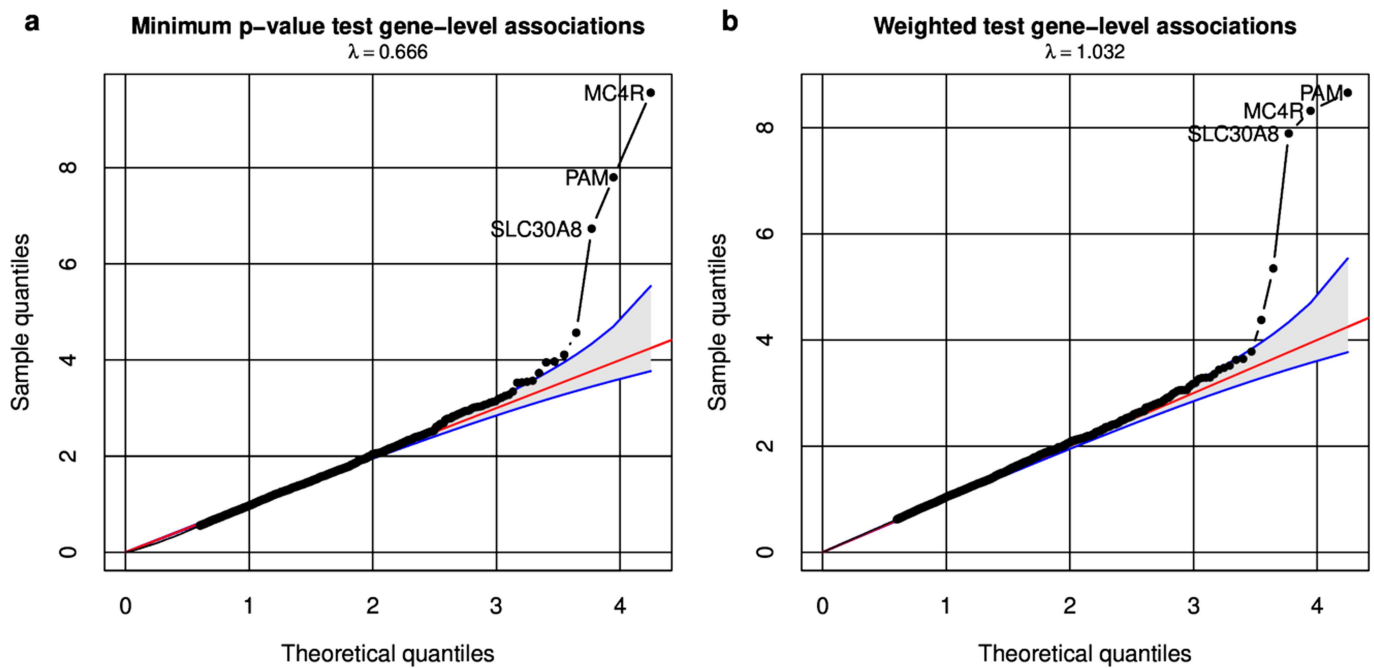 a
Minimum p−value test gene−level associations
λ = 0.666
MC4R
PAM
SLC30A8
8
6
4
2
0
Sample quantiles
0 1 2 3 4
Theoretical quantiles
b
Weighted test gene−level associations
λ = 1.032
PAM
MC4R
SLC30A8
8
6
4
2
0
Sample quantiles
0 1 2 3 4
Theoretical quantiles